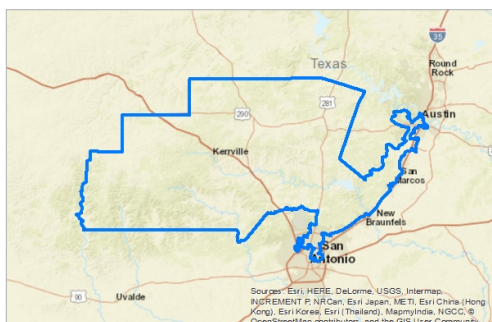 Texas
35
Round
Rock
290
281
Austin
Kerrville
San
Marcos
New
Braunfels
San
Antonio
90
Uvalde
Sources: Esri, HERE, DeLorme, USGS, Intermap,
INCREMENT P, NRCan, Esri Japan, METI, Esri China (Hong
Kong), Esri Korea, Esri (Thailand), MapmyIndia, NGCC, ©
OpenStreetMap contributors, and the GIS User Community